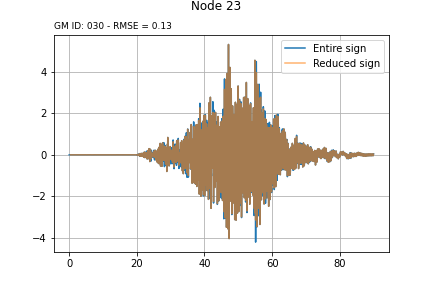 Node 23
GM ID: 030 - RMSE = 0.13
Entire sign
Reduced sign
4
2
0
−2
−4
0 20 40 60 80